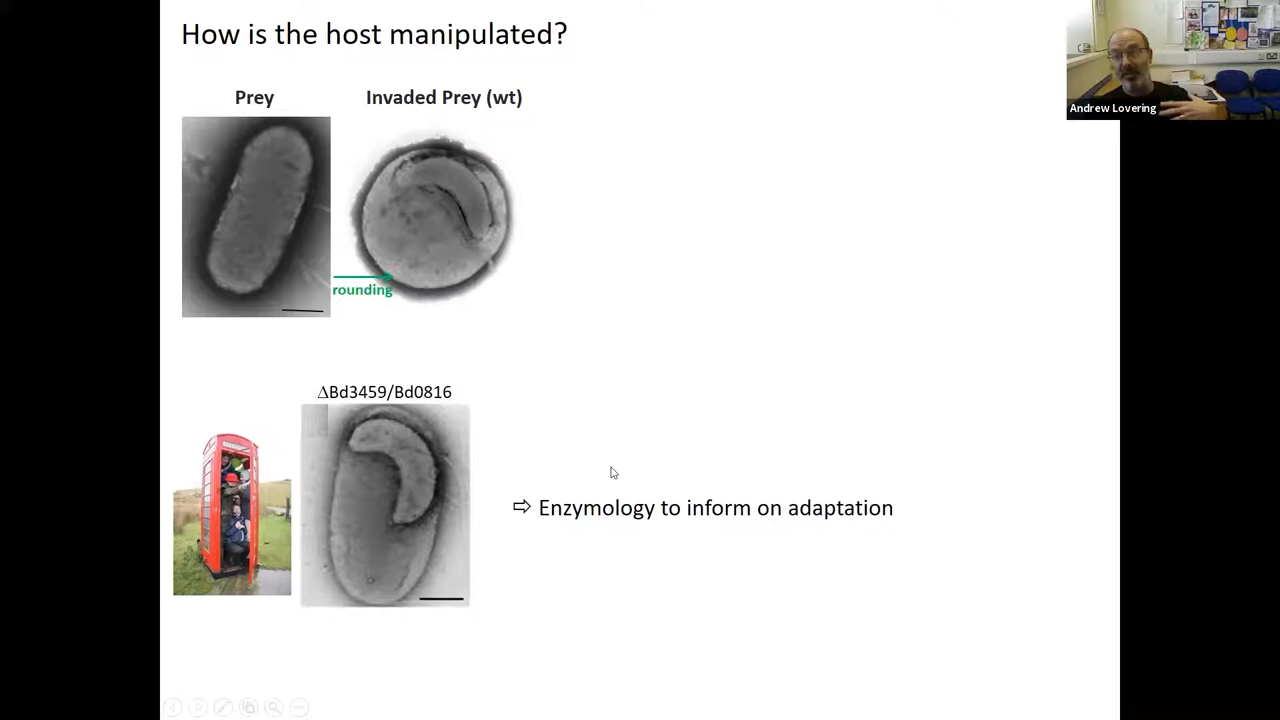 How is the host manipulated?
Andrew Lovering
Prey
Invaded Prey (wt)
rounding
ΔBd3459/Bd0816
⇨ Enzymology to inform on adaptation